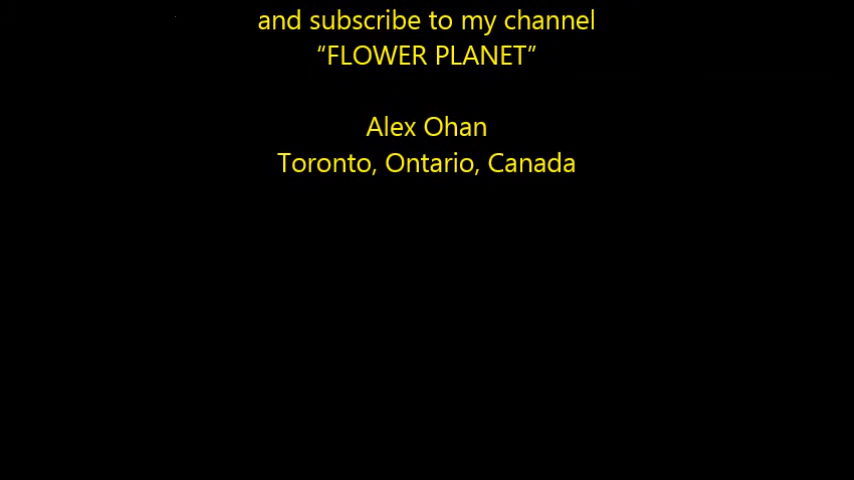 and subscribe to my channel
“FLOWER PLANET”
Alex Ohan
Toronto, Ontario, Canada